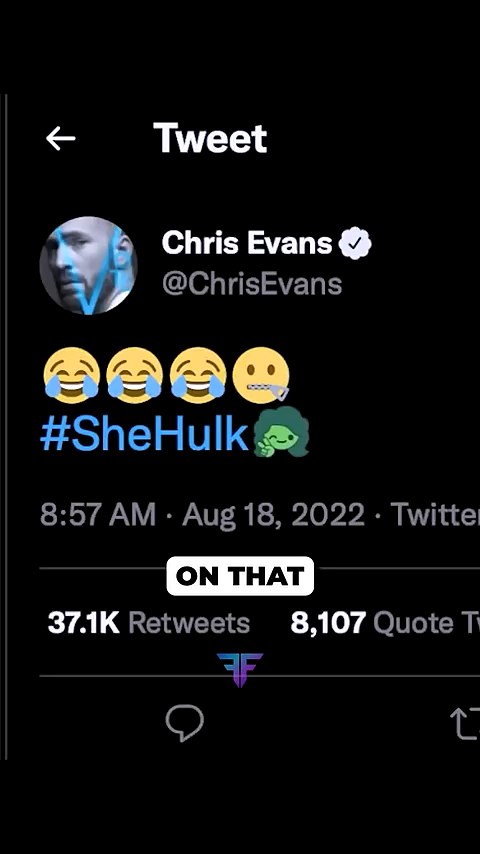 Tweet
Chris Evans
@ChrisEvans
😂😂😂🤐
#SheHulk
8:57 AM · Aug 18, 2022 · Twitter
ON THAT
37.1K Retweets 8,107 Quote Tw